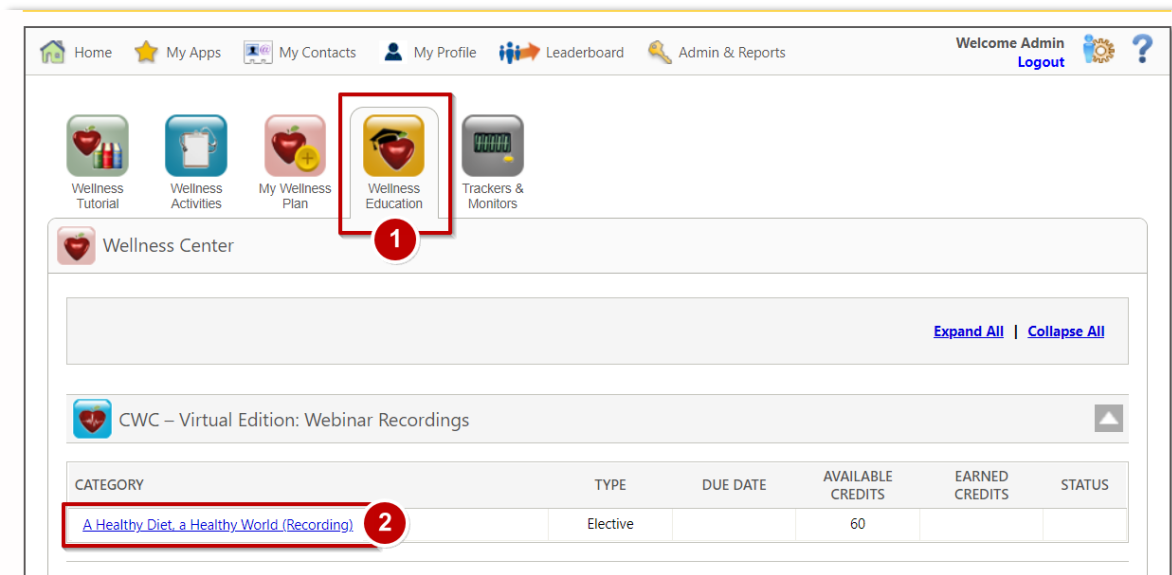 Home My Apps My Contacts My Profile Leaderboard Admin & Reports Welcome Admin ?
Logout
00000
Wellness Wellness My Wellness Wellness Trackers &
Tutorial Activities Plan Education Monitors
1
Wellness Center
Expand All | Collapse All
CWC – Virtual Edition: Webinar Recordings
CATEGORY TYPE DUE DATE AVAILABLE CREDITS EARNED CREDITS STATUS
A Healthy Diet, a Healthy World (Recording) 2 Elective 60